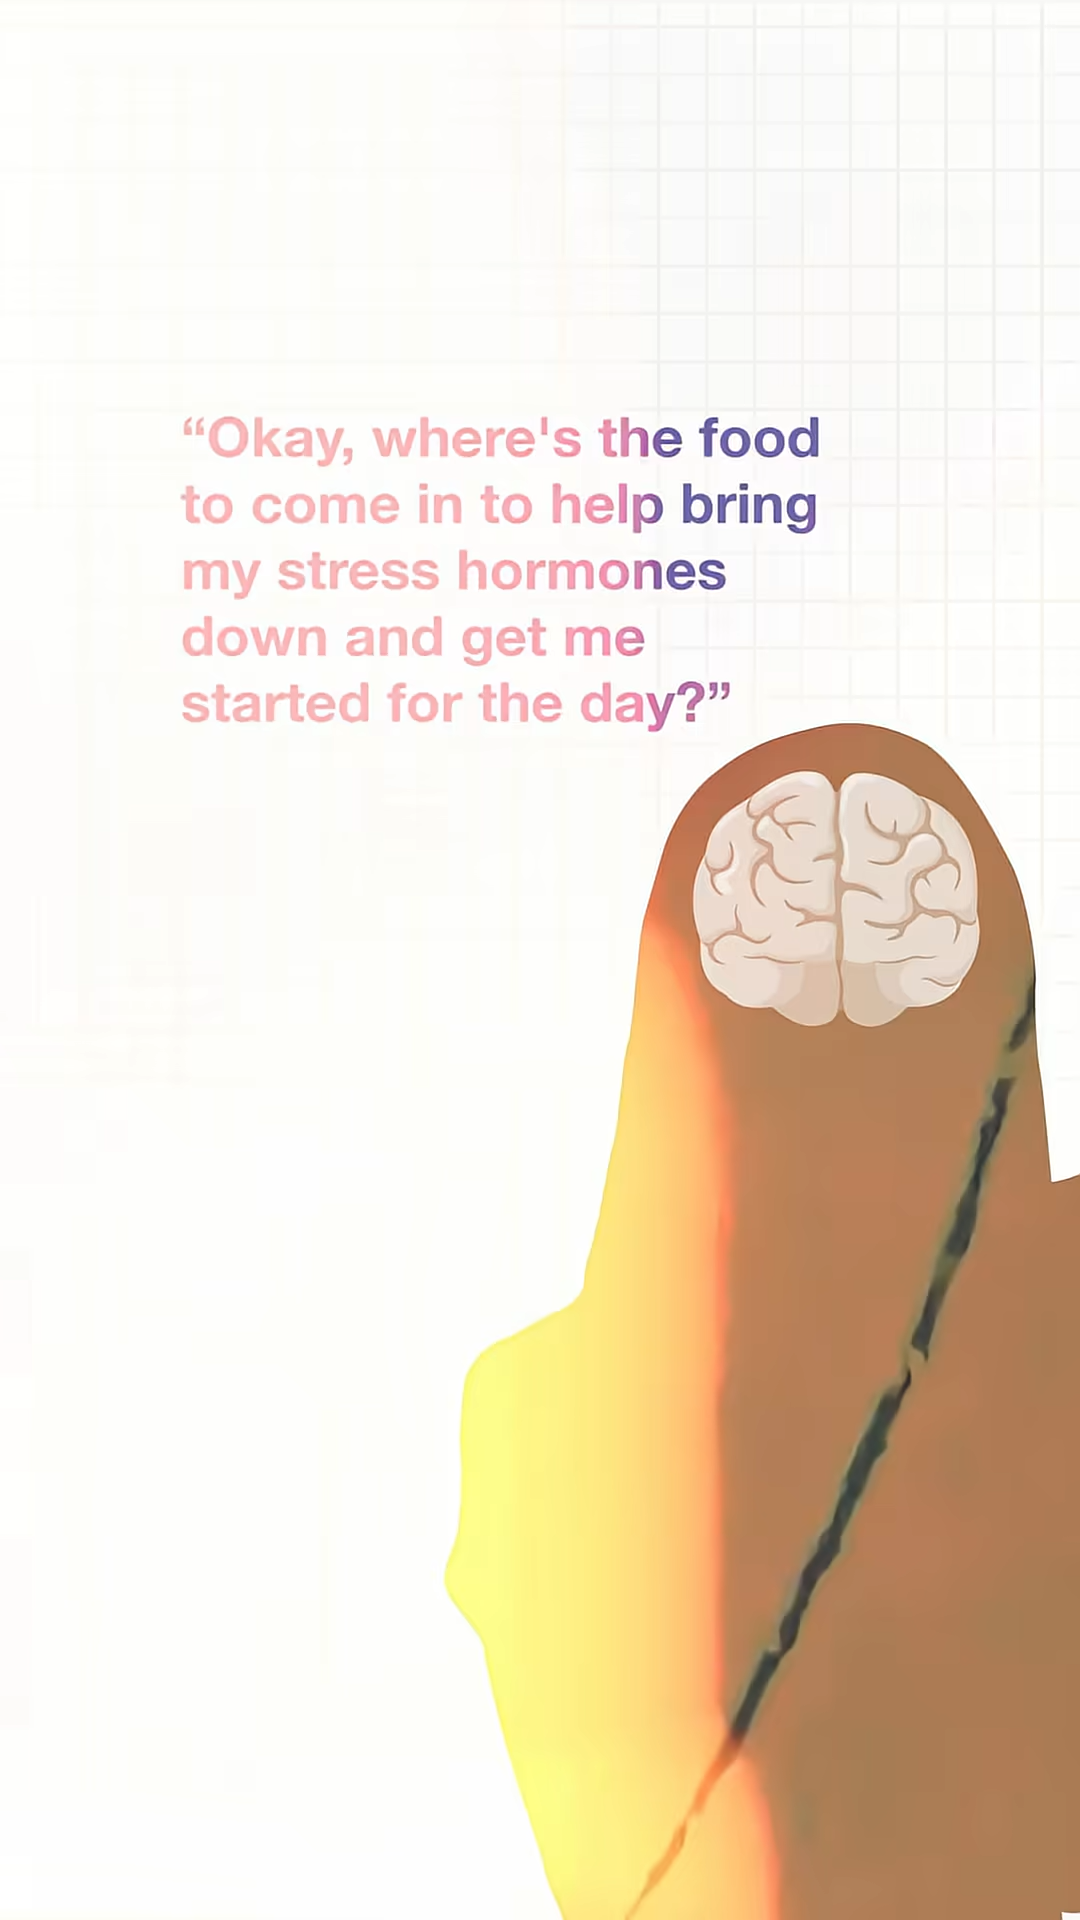 “Okay, where's the food
to come in to help bring
my stress hormones
down and get me
started for the day?”